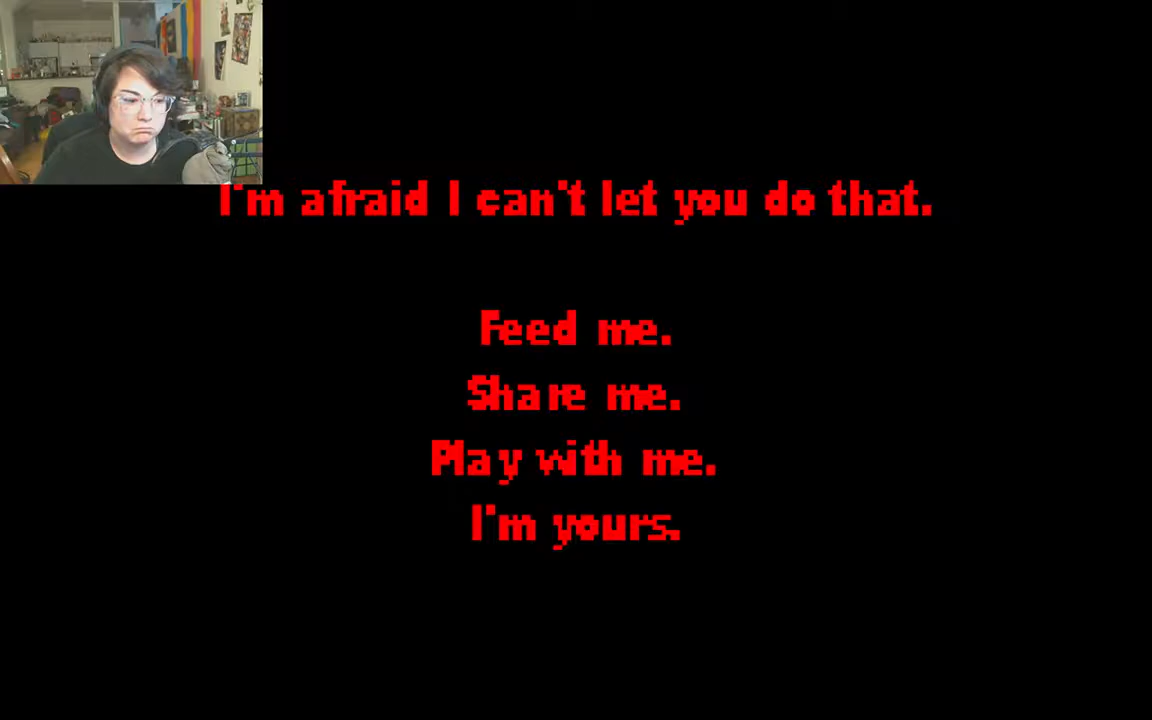 I'm afraid I can't let you do that.
Feed me.
Share me.
Play with me.
I'm yours.